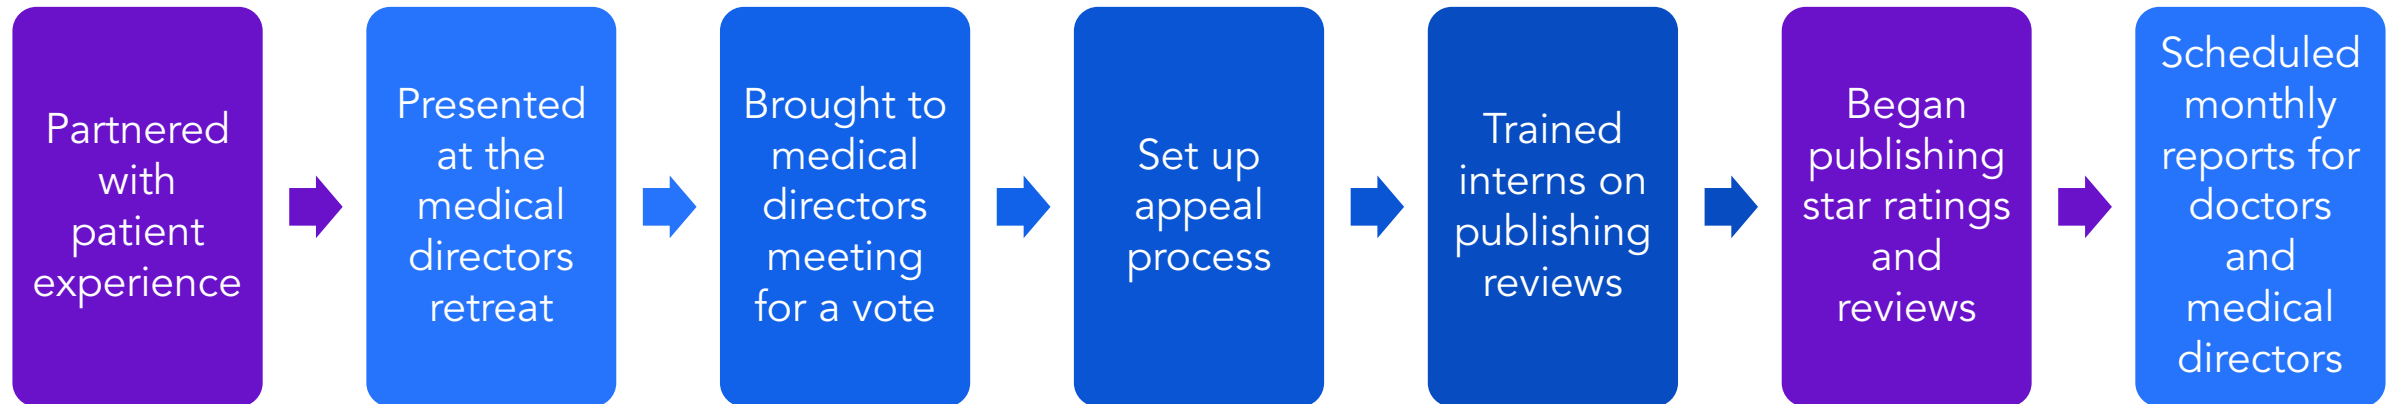 Partnered
with
patient
experience
Presented
at the
medical
directors
retreat
Brought to
medical
directors
meeting
for a vote
Set up
appeal
process
Trained
interns on
publishing
reviews
Began
publishing
star ratings
and
reviews
Scheduled
monthly
reports for
doctors
and
medical
directors